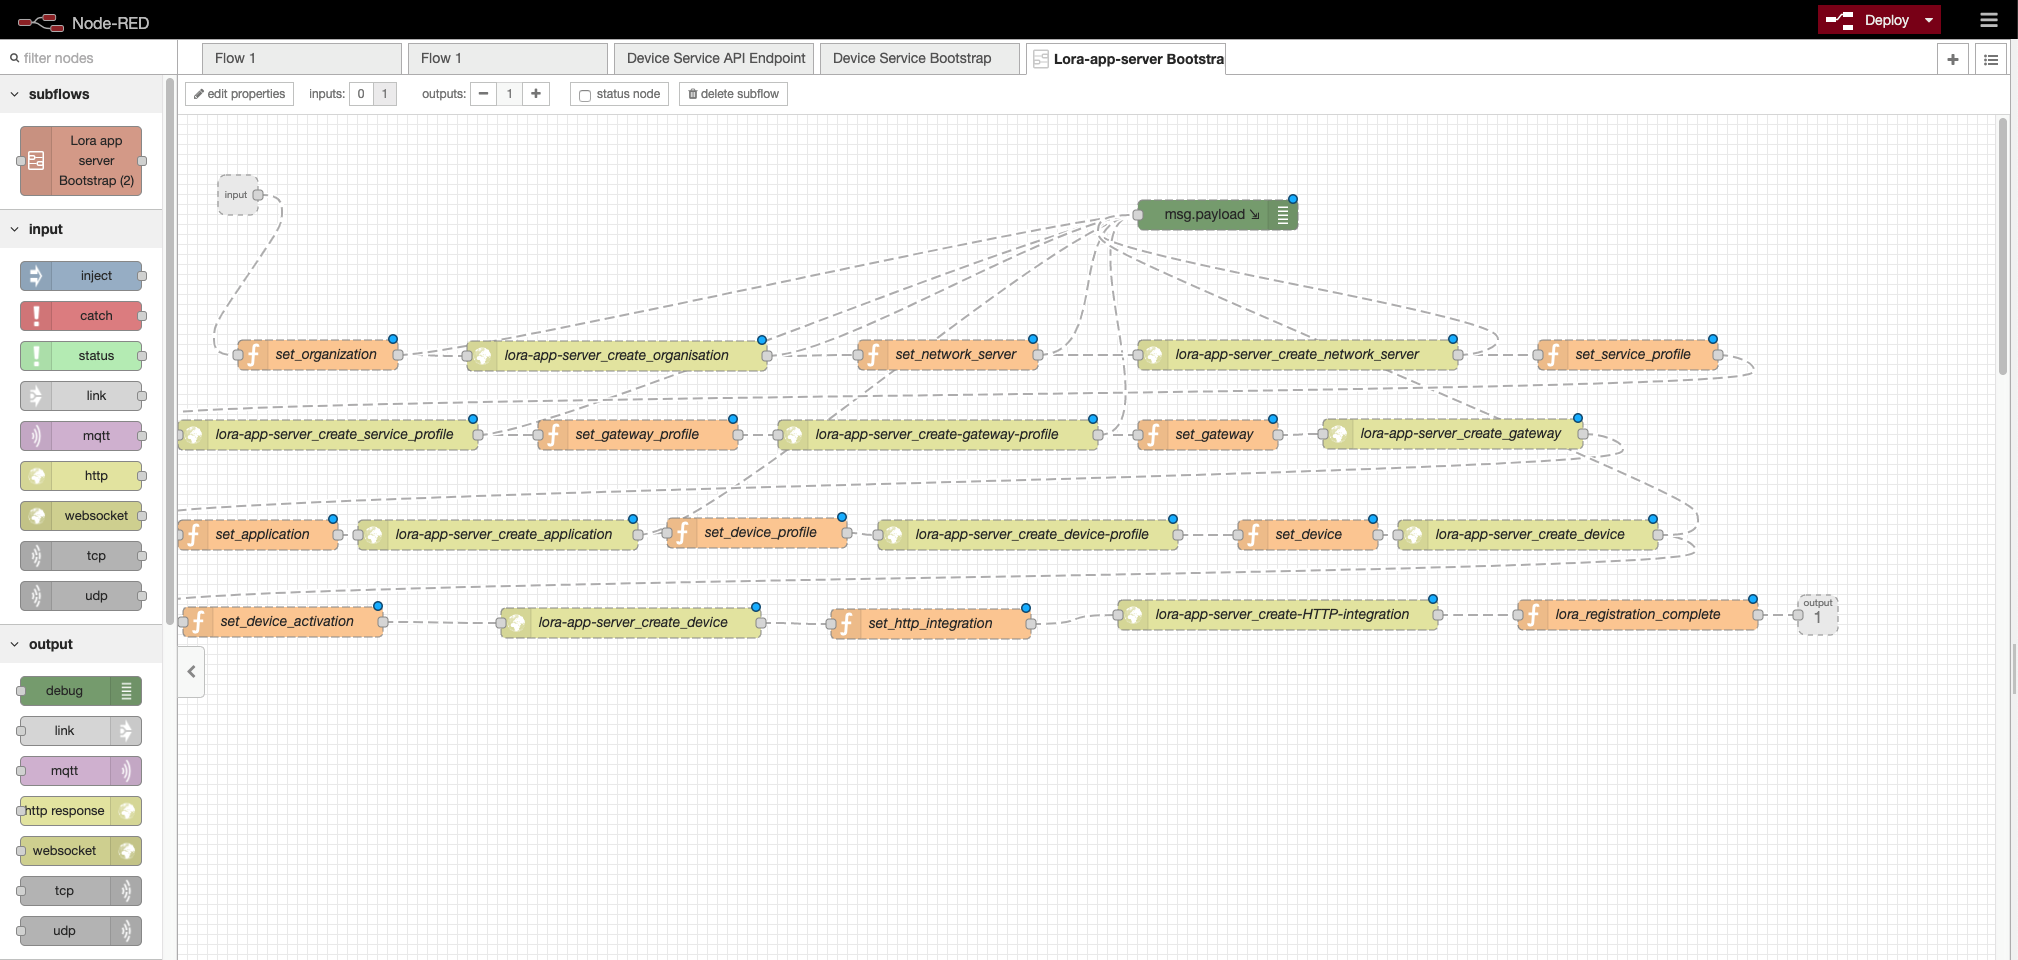 Node-RED
Deploy
filter nodes
Flow 1
Flow 1
Device Service API Endpoint
Device Service Bootstrap
Lora-app-server Bootstra
edit properties
inputs:
0
1
outputs:
1
status node
delete subflow
subflows
Lora app
server
Bootstrap (2)
input
inject
catch
status
link
mqtt
http
websocket
tcp
udp
output
debug
link
mqtt
http response
websocket
tcp
udp
input
msg.payload
set_organization
lora-app-server_create_organisation
set_network_server
lora-app-server_create_network_server
set_service_profile
lora-app-server_create_service_profile
set_gateway_profile
lora-app-server_create-gateway-profile
set_gateway
lora-app-server_create_gateway
set_application
lora-app-server_create_application
set_device_profile
lora-app-server_create_device-profile
set_device
lora-app-server_create_device
set_device_activation
lora-app-server_create_device
set_http_integration
lora-app-server_create-HTTP-integration
lora_registration_complete
output
1